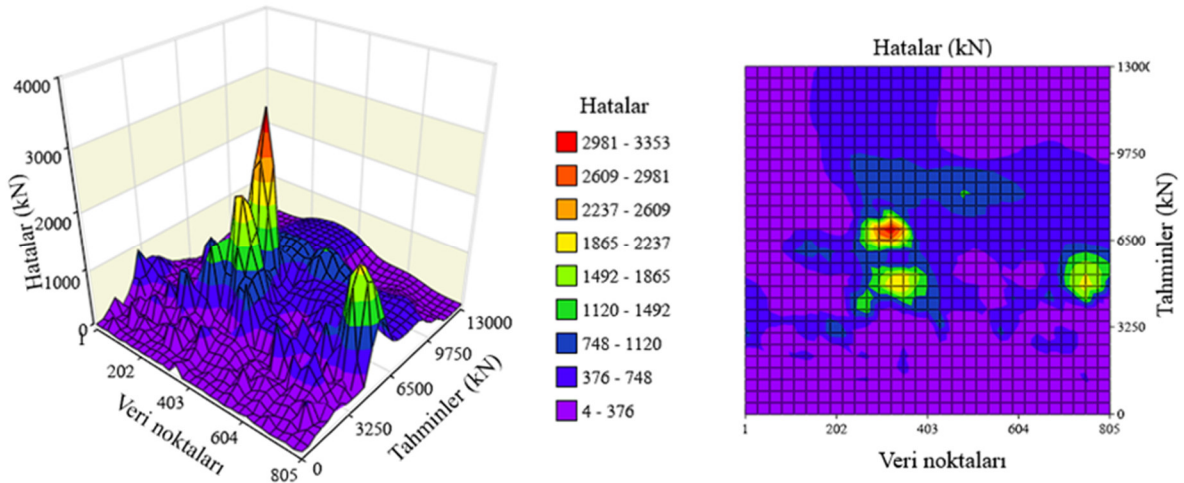 4000
3000
2000
1000
0
Hatalar (kN)
1
202
403
604
805
Veri noktaları
0
3250
6500
9750
13000
Tahminler (kN)
Hatalar
2981 - 3353
2609 - 2981
2237 - 2609
1865 - 2237
1492 - 1865
1120 - 1492
748 - 1120
376 - 748
4 - 376
Hatalar (kN)
1300
9750
6500
3250
0
Tahminler (kN)
1
202
403
604
805
Veri noktaları